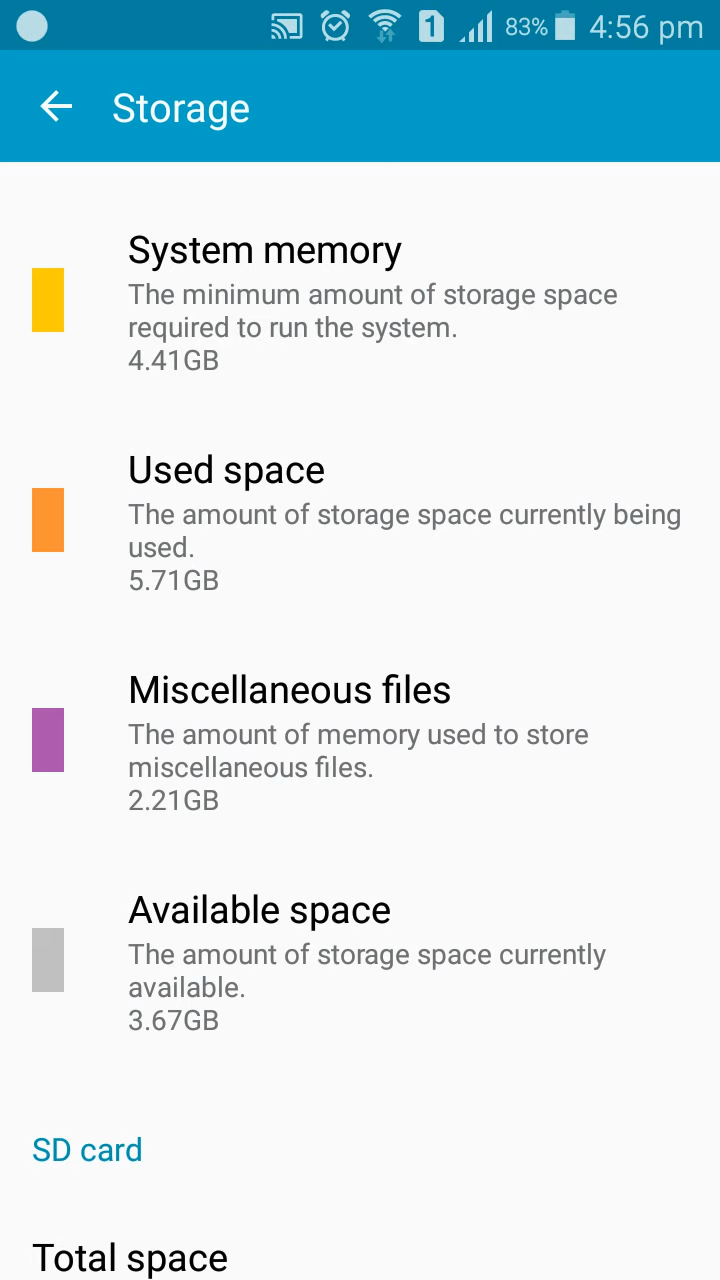 1 83% 4:56 pm
Storage
System memory
The minimum amount of storage space
required to run the system.
4.41GB
Used space
The amount of storage space currently being
used.
5.71GB
Miscellaneous files
The amount of memory used to store
miscellaneous files.
2.21GB
Available space
The amount of storage space currently
available.
3.67GB
SD card
Total space